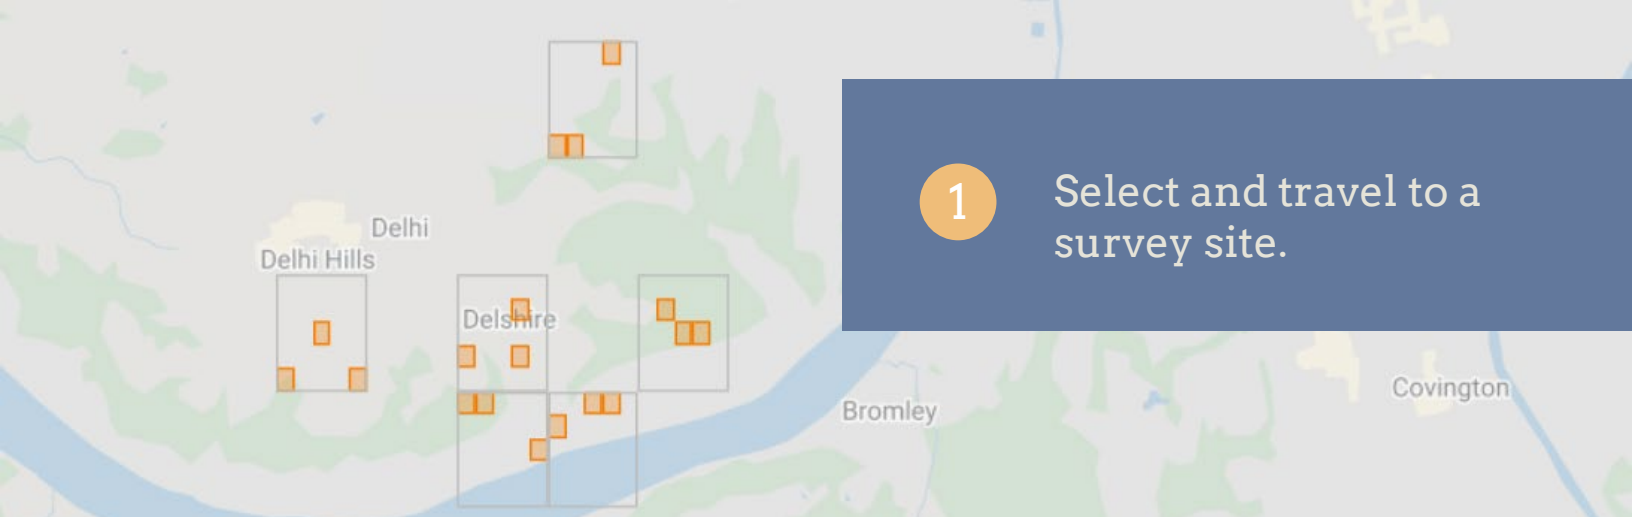 Delhi
Delhi Hills
Delshire
1
Select and travel to a
survey site.
Bromley
Covington